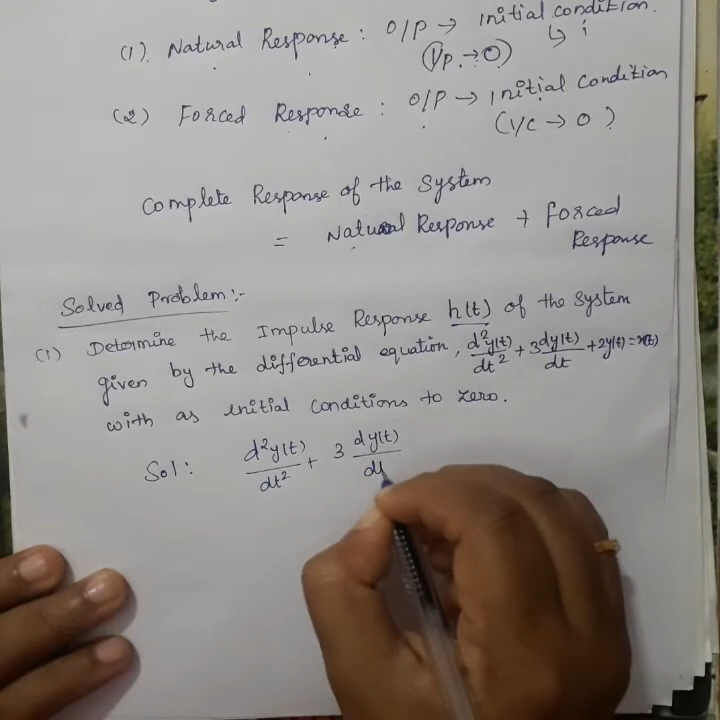 (1). Natural Response : O/P → initial condition.
(I/P → 0) ↳ i
(2) Forced Response : O/P → initial condition
(I/C → 0)
Complete Response of the System
= Natural Response + Forced
Response
Solved Problem :-
(1) Determine the Impulse Response h(t) of the system
given by the differential equation, d²y(t)/dt² + 3dy(t)/dt + 2y(t) = x(t)
with as initial conditions to zero.
Sol: d²y(t)/dt² + 3 dy(t)/dt